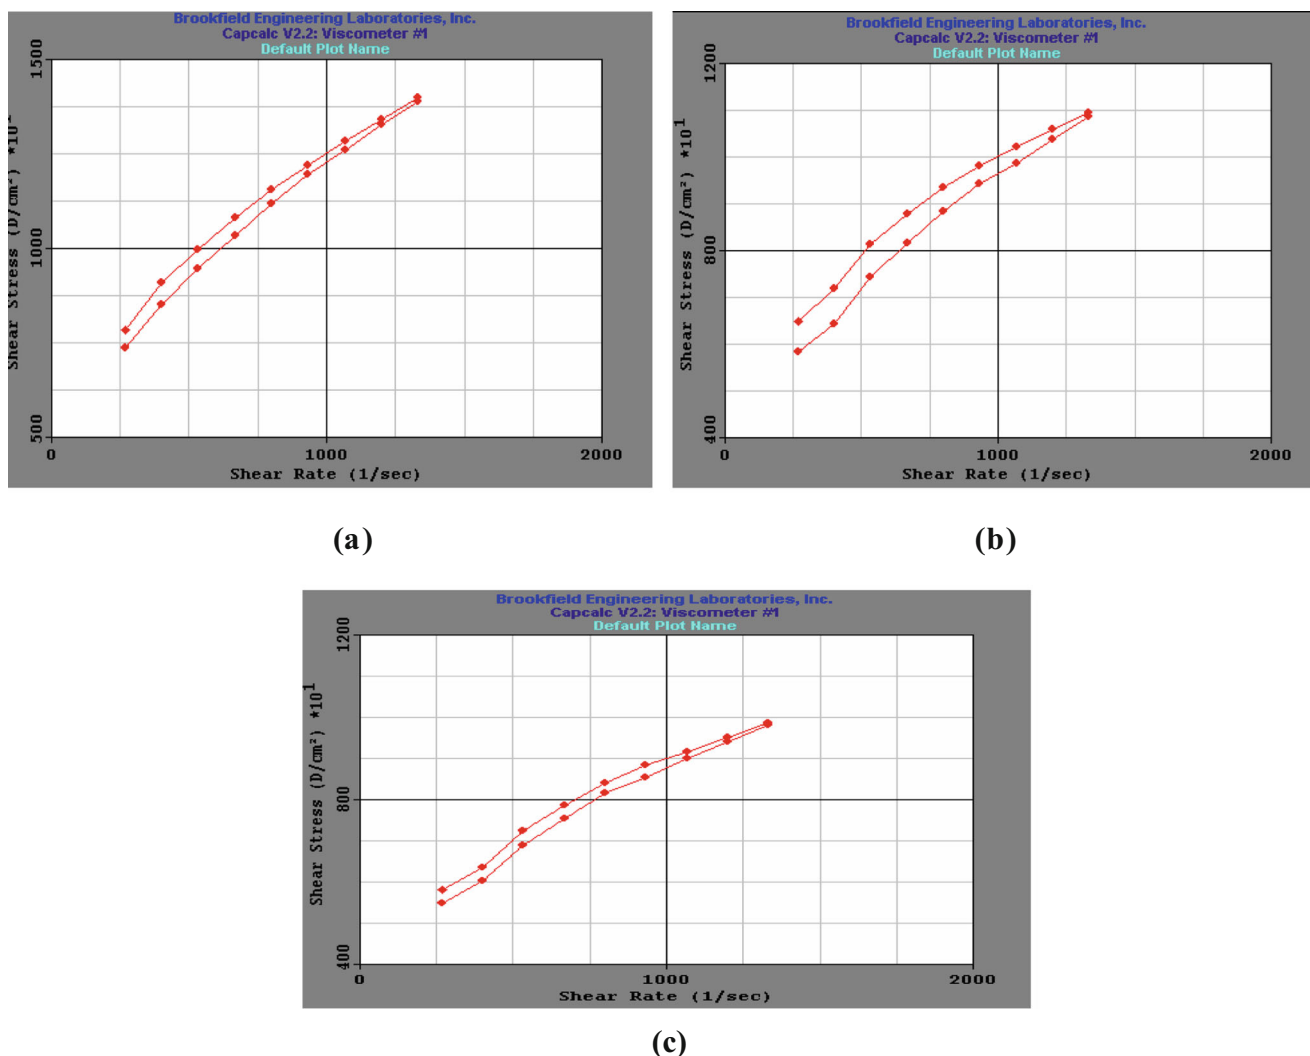 Brookfield Engineering Laboratories, Inc.
Capcalc V2.2: Viscometer #1
Default Plot Name
1500
1000
500
Shear Stress (D/cm²) *10¹
0 1000 2000
Shear Rate (1/sec)
(a)
Brookfield Engineering Laboratories, Inc.
Capcalc V2.2: Viscometer #1
Default Plot Name
1200
800
400
Shear Stress (D/cm²) *10¹
0 1000 2000
Shear Rate (1/sec)
(b)
Brookfield Engineering Laboratories, Inc.
Capcalc V2.2: Viscometer #1
Default Plot Name
1200
800
400
Shear Stress (D/cm²) *10¹
0 1000 2000
Shear Rate (1/sec)
(c)